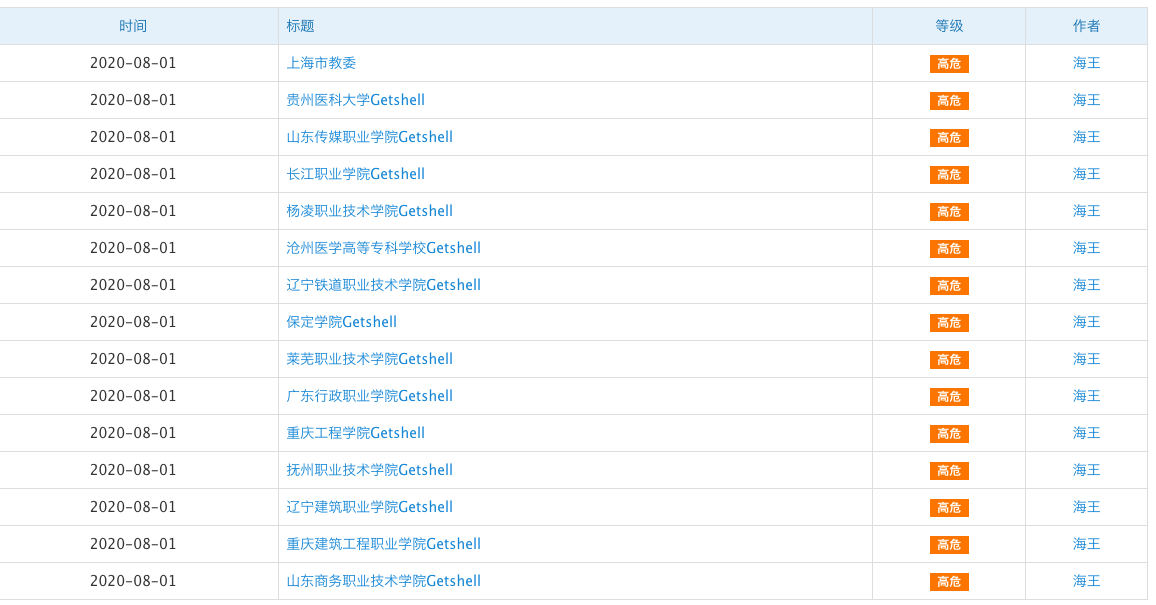 时间 标题 等级 作者
2020-08-01 上海市教委 高危 海王
2020-08-01 贵州医科大学Getshell 高危 海王
2020-08-01 山东传媒职业学院Getshell 高危 海王
2020-08-01 长江职业学院Getshell 高危 海王
2020-08-01 杨凌职业技术学院Getshell 高危 海王
2020-08-01 沧州医学高等专科学校Getshell 高危 海王
2020-08-01 辽宁铁道职业技术学院Getshell 高危 海王
2020-08-01 保定学院Getshell 高危 海王
2020-08-01 莱芜职业技术学院Getshell 高危 海王
2020-08-01 广东行政职业学院Getshell 高危 海王
2020-08-01 重庆工程学院Getshell 高危 海王
2020-08-01 抚州职业技术学院Getshell 高危 海王
2020-08-01 辽宁建筑职业学院Getshell 高危 海王
2020-08-01 重庆建筑工程职业学院Getshell 高危 海王
2020-08-01 山东商务职业技术学院Getshell 高危 海王